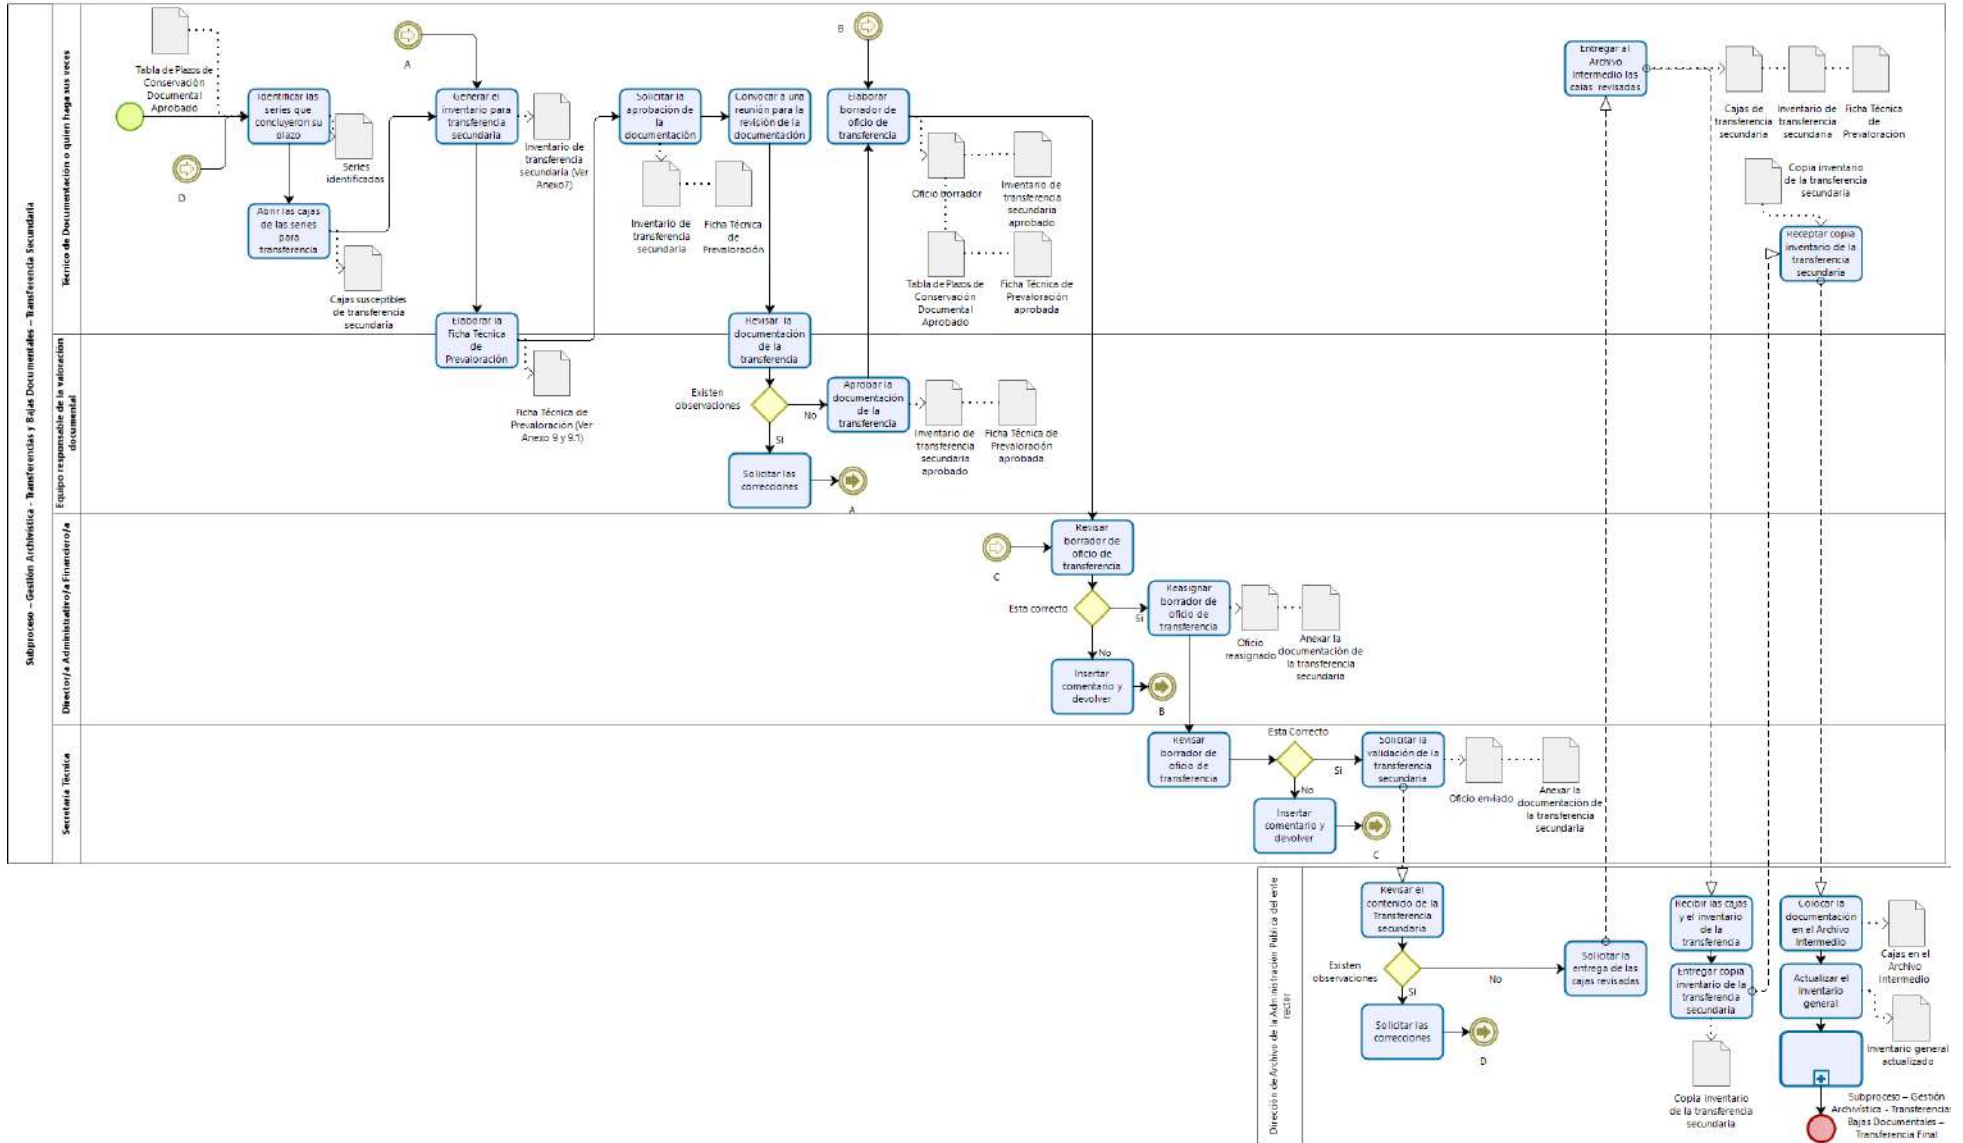 Subproceso – Gestión Archivística - Transferencias y Bajas Documentales – Transferencia Secundaria
Técnico de Documentación o quien haga sus veces
Tabla de Plazos de
Conservación
Documental
Aprobado
D
Identificar las
series que
concluyeron su
plazo
Series
identificadas
Abrir las cajas
de las series
para
transferencia
Cajas susceptibles
de transferencia
secundaria
A
Generar el
inventario para
transferencia
secundaria
Inventario de
transferencia
secundaria (Ver
Anexo7)
Elaborar la
Ficha Técnica
de
Prevaloración
Ficha Técnica de
Prevaloración (Ver
Anexo 9 y 9.1)
Solicitar la
aprobación de
la
documentación
Inventario de
transferencia
secundaria
Ficha Técnica
de
Prevaloración
Convocar a una
reunión para la
revisión de la
documentación
B
Elaborar
borrador de
oficio de
transferencia
Oficio borrador
Inventario de
transferencia
secundaria
aprobado
Tabla de Plazos de
Conservación
Documental
Aprobado
Ficha Técnica de
Prevaloración
aprobada
Entregar al
Archivo
Intermedio las
cajas revisadas
Cajas de
transferencia
secundaria
Inventario de
transferencia
secundaria
Ficha Técnica
de
Prevaloración
Copia inventario
de la transferencia
secundaria
Receptar copia
inventario de la
transferencia
secundaria
Equipo responsable de la valoración
documental
Revisar la
documentación
de la
transferencia
Existen
observaciones
No
Si
Aprobar la
documentación
de la
transferencia
Inventario de
transferencia
secundaria
aprobado
Ficha Técnica de
Prevaloración
aprobada
Solicitar las
correcciones
A
Director/a Administrativo/a Financiero/a
C
Revisar
borrador de
oficio de
transferencia
Esta correcto
Si
No
Reasignar
borrador de
oficio de
transferencia
Oficio
reasignado
Anexar la
documentación de
la transferencia
secundaria
Insertar
comentario y
devolver
B
Secretaría Técnica
Revisar
borrador de
oficio de
transferencia
Esta Correcto
Si
No
Solicitar la
validación de la
transferencia
secundaria
Oficio enviado
Anexar la
documentación de
la transferencia
secundaria
Insertar
comentario y
devolver
C
Dirección de Archivo de la Administración Pública del ente
rector
Revisar el
contenido de la
Transferencia
secundaria
Existen
observaciones
No
Si
Solicitar las
correcciones
D
Solicitar la
entrega de las
cajas revisadas
Recibir las cajas
y el inventario
de la
transferencia
Entregar copia
inventario de la
transferencia
secundaria
Copia inventario
de la transferencia
secundaria
Colocar la
documentación
en el Archivo
Intermedio
Cajas en el
Archivo
Intermedio
Actualizar el
inventario
general
Inventario general
actualizado
Subproceso – Gestión
Archivística - Transferencias
Bajas Documentales –
Transferencia Final